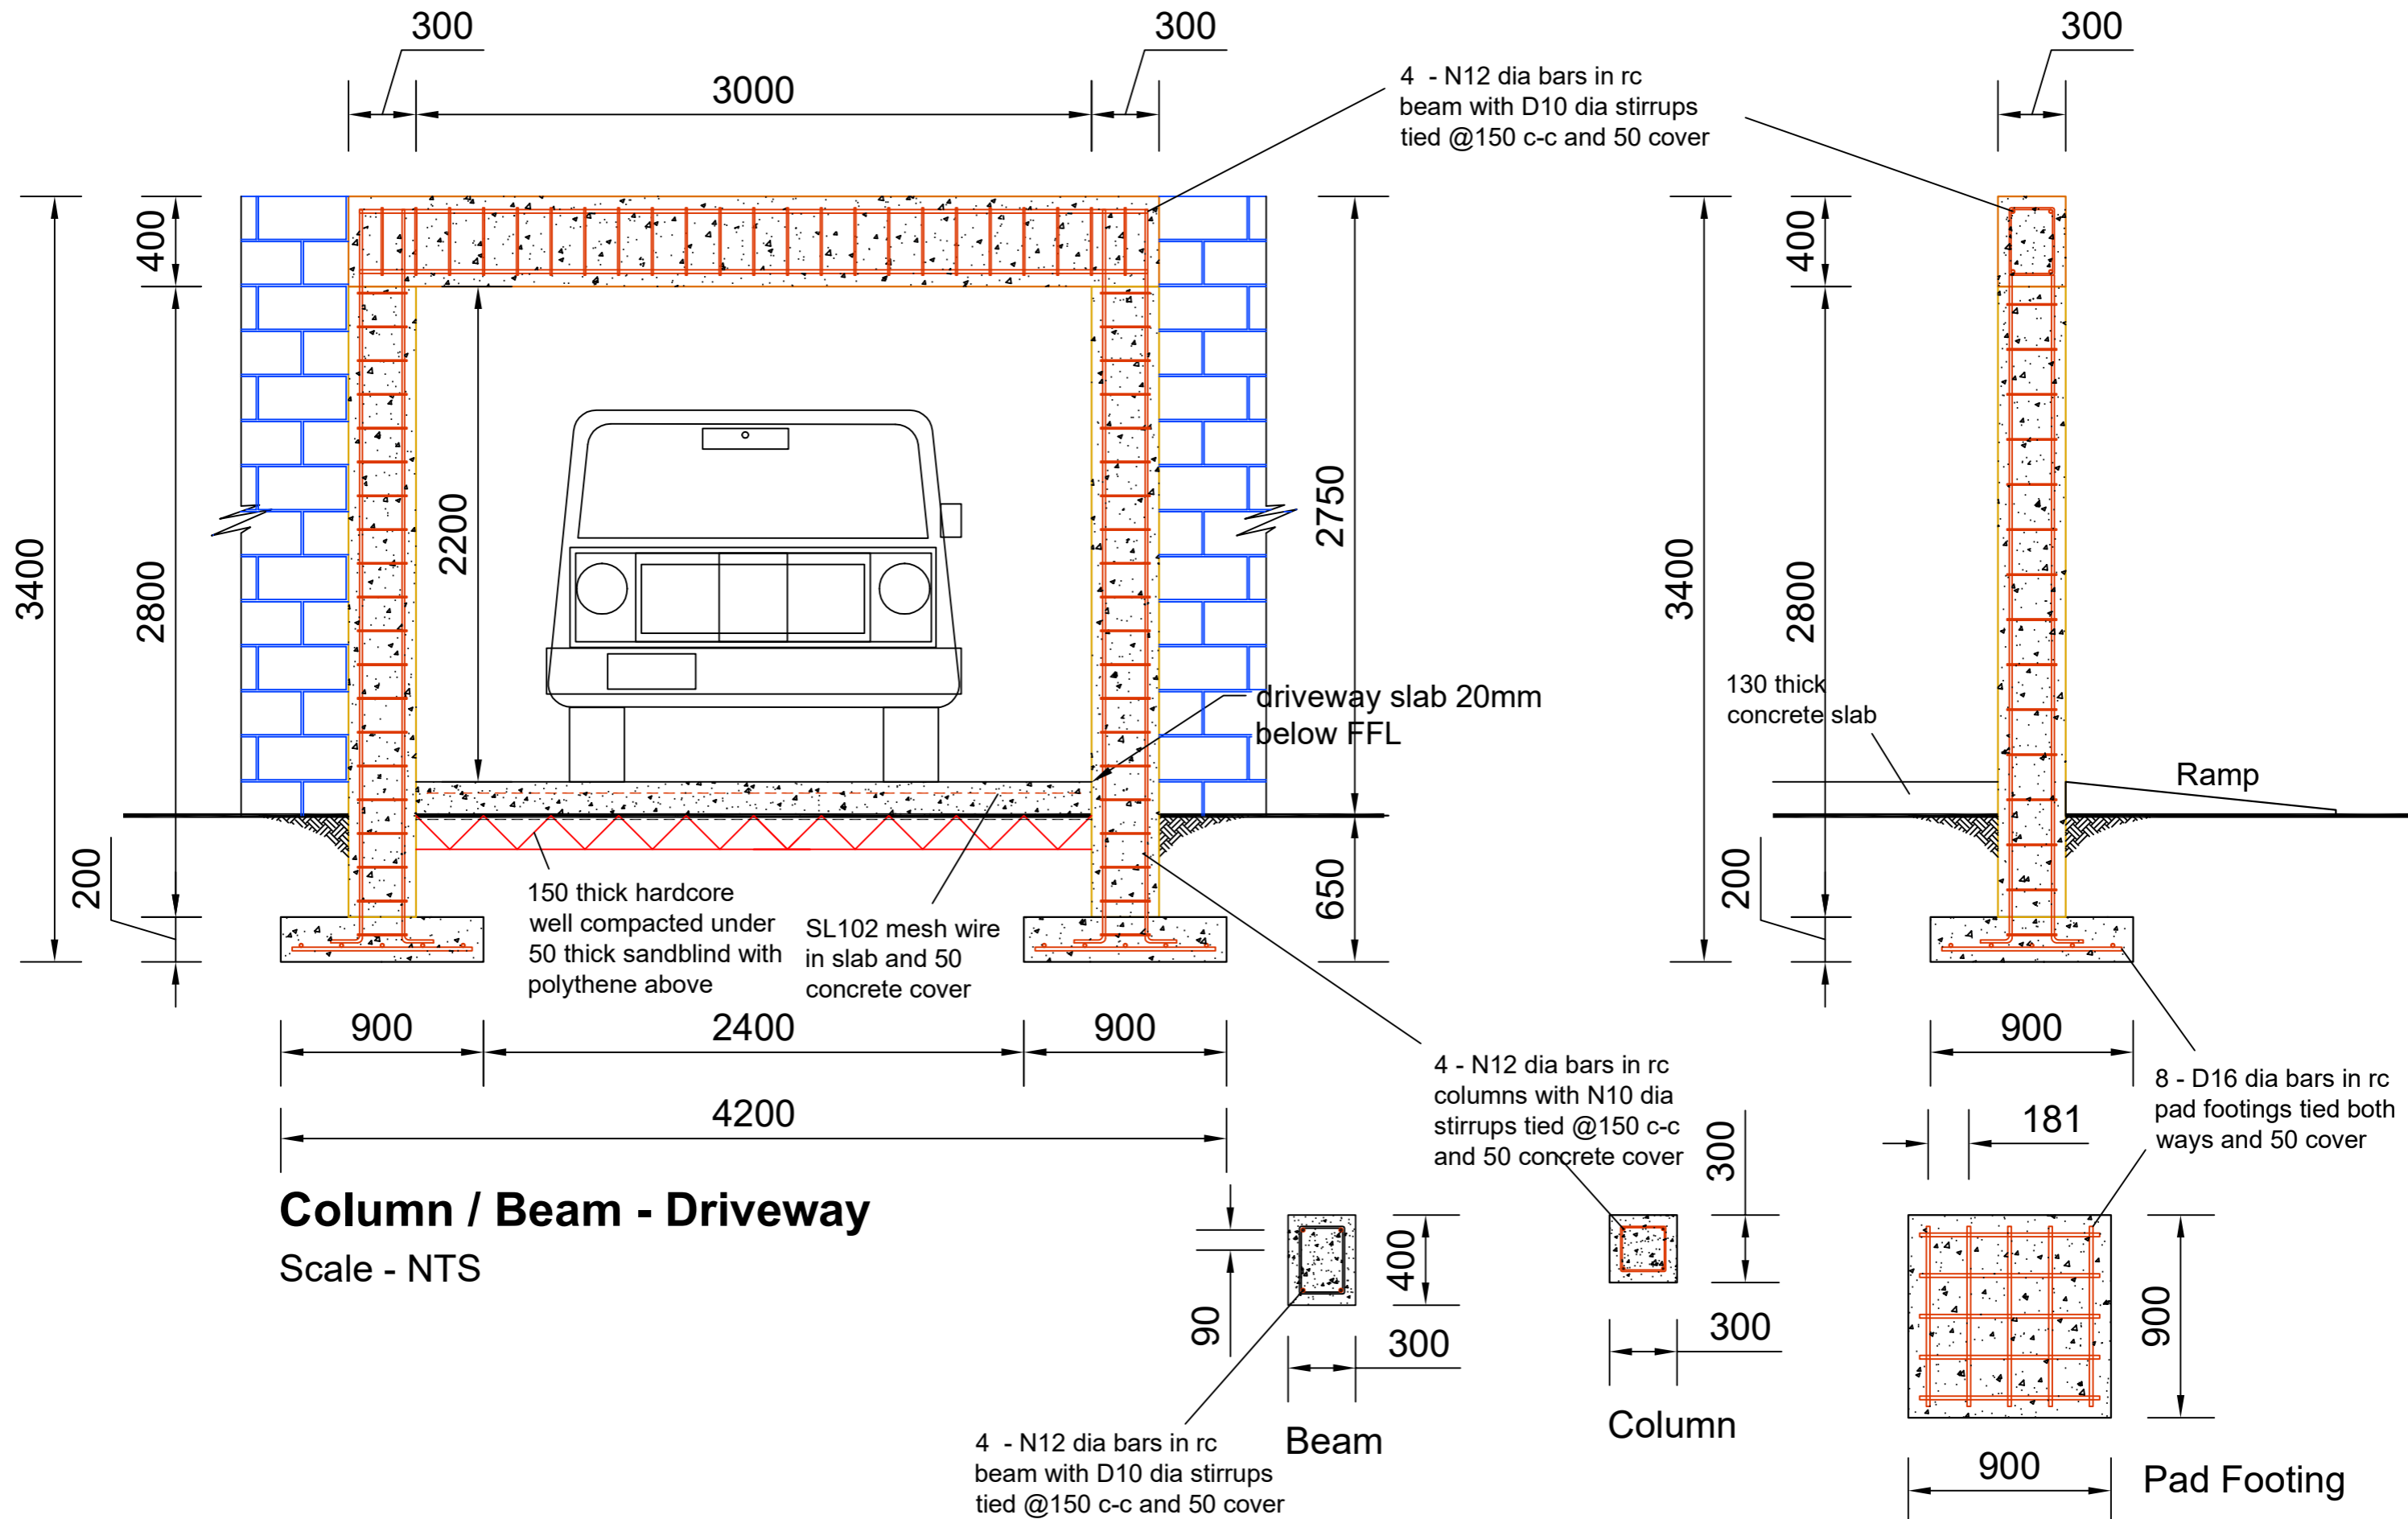 300
300
300
3000
4  - N12 dia bars in rc
beam with D10 dia stirrups
tied @150 c-c and 50 cover
400
400
3400
2800
2200
2750
3400
2800
130 thick
concrete slab
driveway slab 20mm
below FFL
Ramp
200
650
200
150 thick hardcore
well compacted under
50 thick sandblind with
polythene above
SL102 mesh wire
in slab and 50
concrete cover
900
2400
900
900
4200
4 - N12 dia bars in rc
columns with N10 dia
stirrups tied @150 c-c
and 50 concrete cover
8 - D16 dia bars in rc
pad footings tied both
ways and 50 cover
181
300
Column / Beam - Driveway
Scale - NTS
90
400
300
300
900
Beam
Column
4  - N12 dia bars in rc
beam with D10 dia stirrups
tied @150 c-c and 50 cover
900
Pad Footing